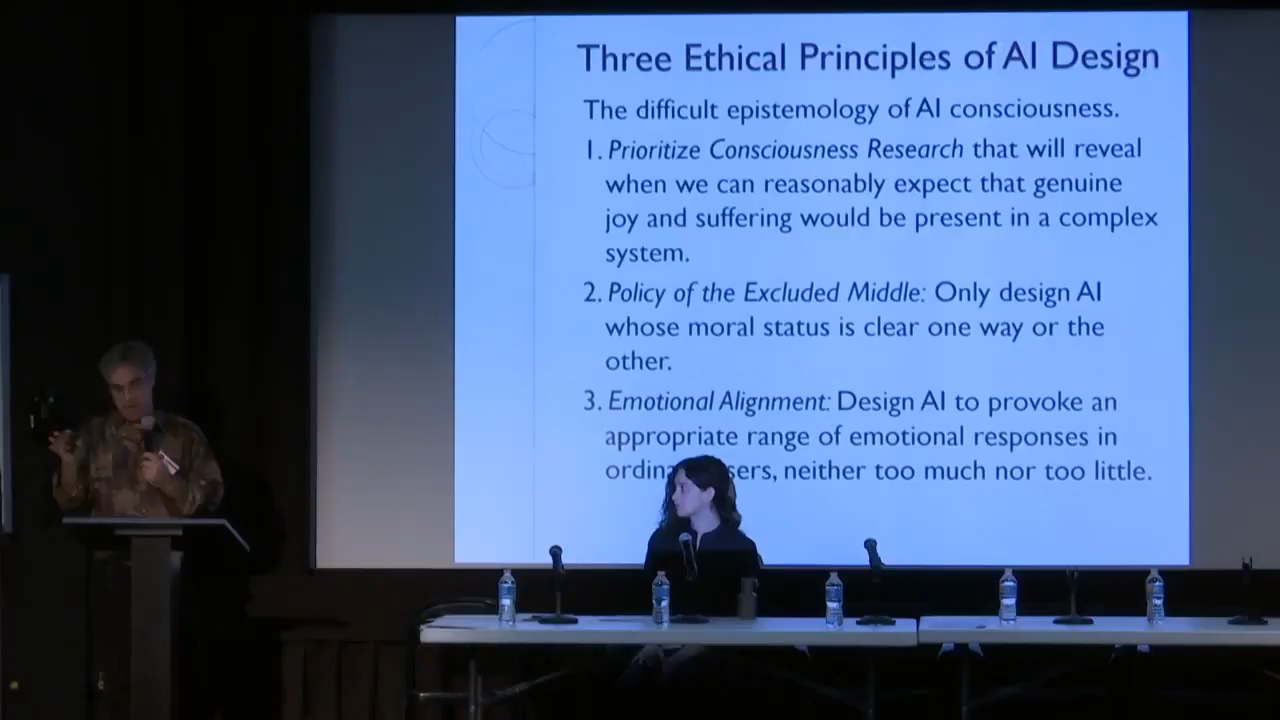 Three Ethical Principles of AI Design
The difficult epistemology of AI consciousness.
1. Prioritize Consciousness Research that will reveal
when we can reasonably expect that genuine
joy and suffering would be present in a complex
system.
2. Policy of the Excluded Middle: Only design AI
whose moral status is clear one way or the
other.
3. Emotional Alignment: Design AI to provoke an
appropriate range of emotional responses in
neither too much nor too little.